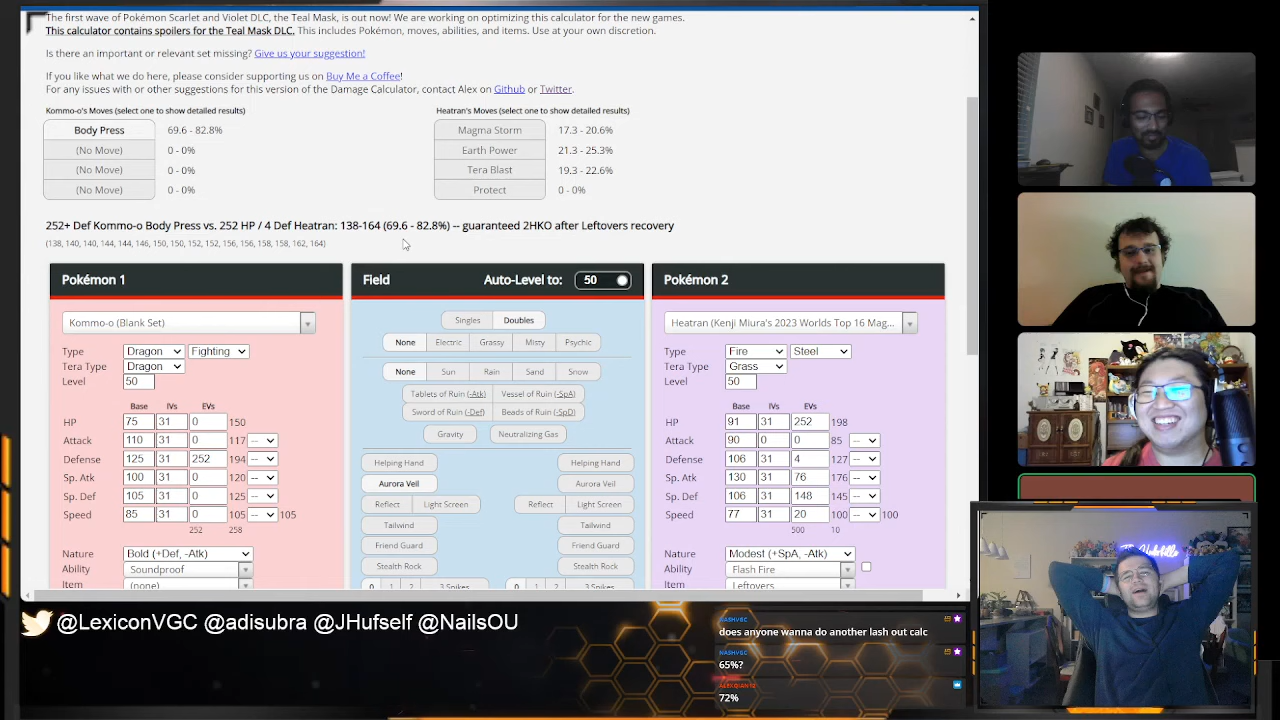 The first wave of Pokémon Scarlet and Violet DLC, the Teal Mask, is out now! We are working on optimizing this calculator for the new games.
This calculator contains spoilers for the Teal Mask DLC. This includes Pokémon, moves, abilities, and items. Use at your own discretion.
Is there an important or relevant set missing? Give us your suggestion!
If you like what we do here, please consider supporting us on Buy Me a Coffee!
For any issues with or other suggestions for this version of the Damage Calculator, contact Alex on Github or Twitter.
Kommo-o's Moves (select one to show detailed results)
Body Press 69.6 - 82.8%
(No Move) 0 - 0%
(No Move) 0 - 0%
(No Move) 0 - 0%
Heatran's Moves (select one to show detailed results)
Magma Storm 17.3 - 20.6%
Earth Power 21.3 - 25.3%
Tera Blast 19.3 - 22.6%
Protect 0 - 0%
252+ Def Kommo-o Body Press vs. 252 HP / 4 Def Heatran: 138-164 (69.6 - 82.8%) -- guaranteed 2HKO after Leftovers recovery
(138, 140, 140, 144, 144, 146, 150, 150, 152, 152, 156, 156, 158, 158, 162, 164)
Pokémon 1
Kommo-o (Blank Set)
Type Dragon Fighting
Tera Type Dragon
Level 50
Base IVs EVs
HP 75 31 0 150
Attack 110 31 0 117 --
Defense 125 31 252 194 --
Sp. Atk 100 31 0 120 --
Sp. Def 105 31 0 125 --
Speed 85 31 0 105 -- 105
252 258
Nature Bold (+Def, -Atk)
Ability Soundproof
Item (none)
Field Auto-Level to: 50
Singles Doubles
None Electric Grassy Misty Psychic
None Sun Rain Sand Snow
Tablets of Ruin (-Atk) Vessel of Ruin (-SpA)
Sword of Ruin (-Def) Beads of Ruin (-SpD)
Gravity Neutralizing Gas
Helping Hand Helping Hand
Aurora Veil Aurora Veil
Reflect Light Screen Reflect Light Screen
Tailwind Tailwind
Friend Guard Friend Guard
Stealth Rock Stealth Rock
0 1 2 3 Spikes 0 1 2 3 Spikes
Pokémon 2
Heatran (Kenji Miura's 2023 Worlds Top 16 Mag...
Type Fire Steel
Tera Type Grass
Level 50
Base IVs EVs
HP 91 31 252 198
Attack 90 0 0 85 --
Defense 106 31 4 127 --
Sp. Atk 130 31 76 176 --
Sp. Def 106 31 148 145 --
Speed 77 31 20 100 -- 100
500 10
Nature Modest (+SpA, -Atk)
Ability Flash Fire
Item Leftovers
@LexiconVGC @adisubra @JHufself @NailsOU
NASHVGC
does anyone wanna do another lash out calc
NASHVGC
65%?
72%